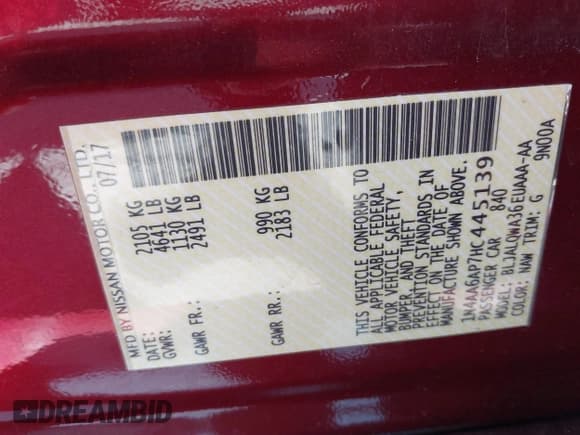 MFD BY NISSAN MOTOR CO., LTD.
DATE: 07/17
GVWR: 2105 KG
4641 LB
GAWR FR.: 1130 KG
2491 LB
GAWR RR.: 990 KG
2183 LB
THIS VEHICLE CONFORMS TO
ALL APPLICABLE FEDERAL
MOTOR VEHICLE SAFETY,
BUMPER, AND THEFT
PREVENTION STANDARDS IN
EFFECT ON THE DATE OF
MANUFACTURE SHOWN ABOVE.
1N4AA6AP7HC445139
PASSENGER CAR 840
MODEL: BLJALQWA36EUAAA-AA
COLOR: NAW TRIM: G 9N00A
DREAMBID